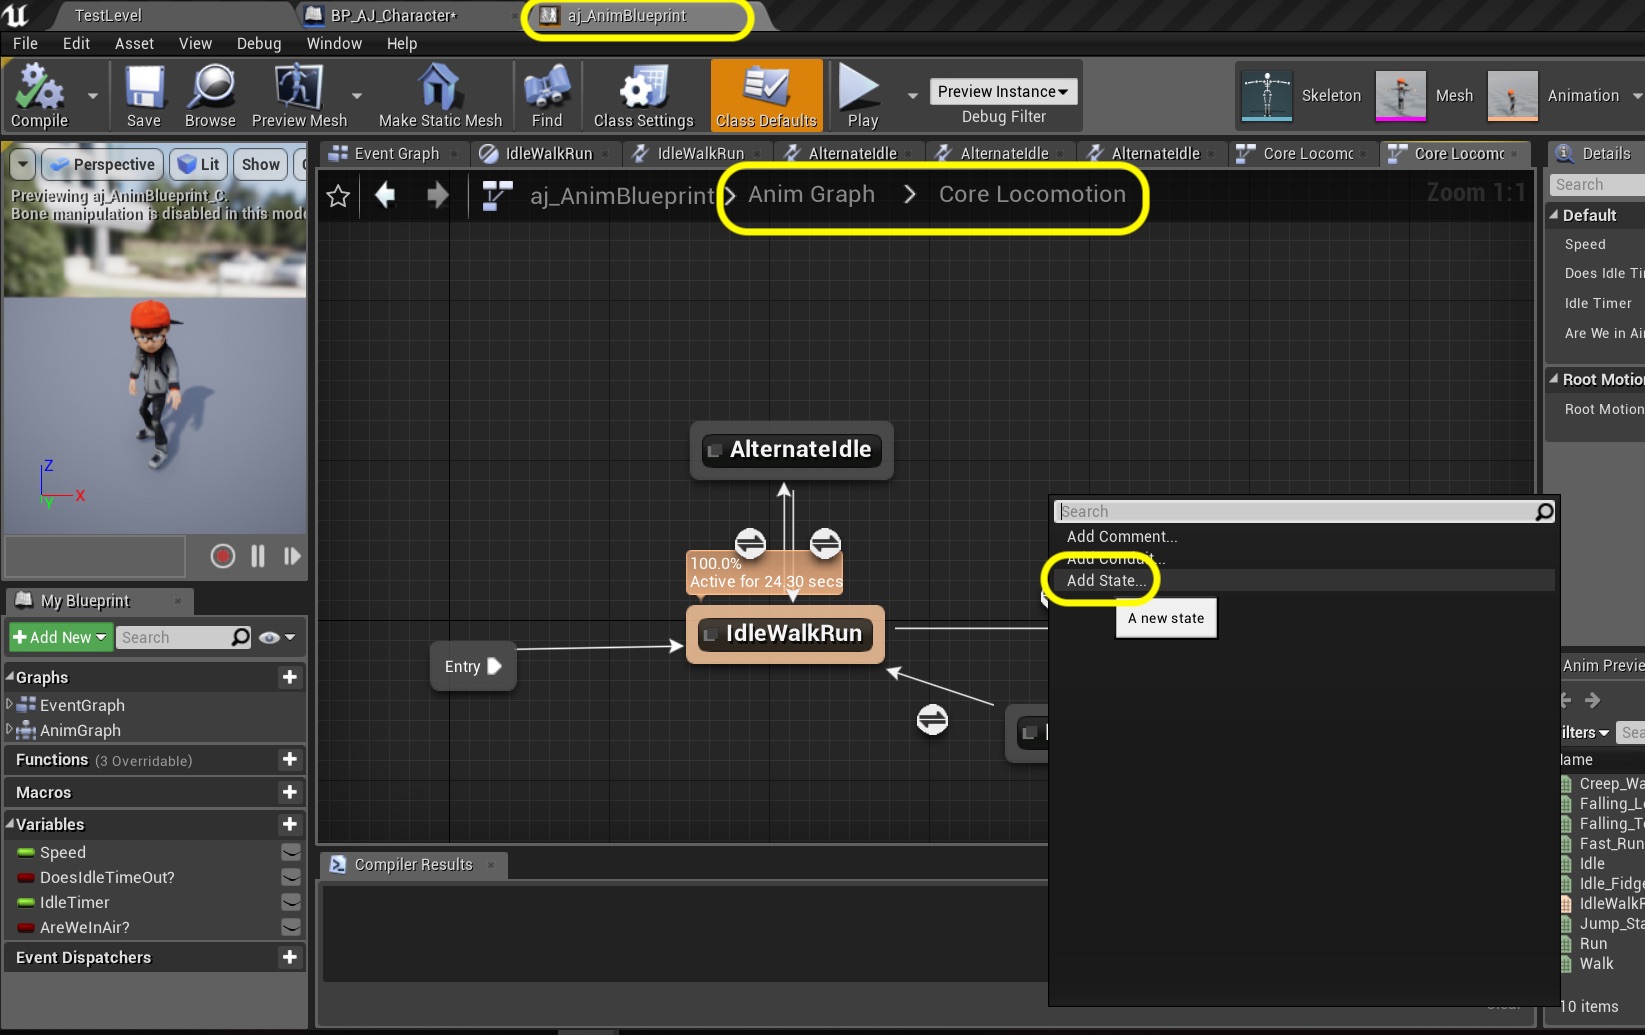 TestLevel
BP_AJ_Character*
aj_AnimBlueprint
File Edit Asset View Debug Window Help
Compile
Save
Browse
Preview Mesh
Make Static Mesh
Find
Class Settings
Class Defaults
Play
Preview Instance
Debug Filter
Skeleton
Mesh
Animation
Perspective
Lit
Show
Previewing aj_AnimBlueprint_C.
Bone manipulation is disabled in this mode
Z
X
Y
Event Graph
IdleWalkRun
IdleWalkRun
AlternateIdle
AlternateIdle
AlternateIdle
Core Locomo
Core Locomo
Details
aj_AnimBlueprint > Anim Graph > Core Locomotion
Zoom 1:1
Search
Default
Speed
Does Idle Ti
Idle Timer
Are We in Ai
Root Motio
Root Motion
AlternateIdle
100.0%
Active for 24.30 secs
IdleWalkRun
Entry
Search
Add Comment...
Add Conduit...
Add State...
A new state
My Blueprint
Add New
Search
Graphs
EventGraph
AnimGraph
Functions (3 Overridable)
Macros
Variables
Speed
DoesIdleTimeOut?
IdleTimer
AreWeInAir?
Event Dispatchers
Compiler Results
Clear
Anim Previe
ilters
Sea
lame
Creep_Wa
Falling_L
Falling_T
Fast_Run
Idle
Idle_Fidge
IdleWalkR
Jump_Sta
Run
Walk
10 items